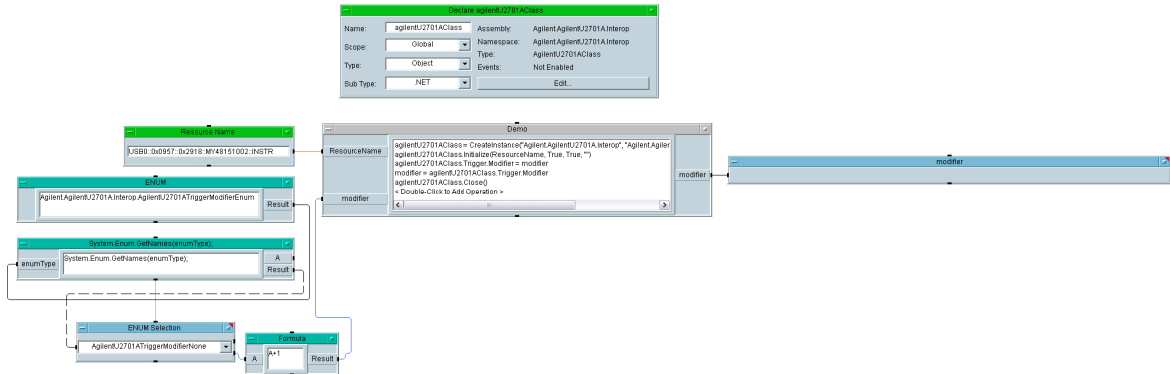 Declare agilentU2701AClass
Name: agilentU2701AClass Assembly: Agilent.AgilentU2701A.Interop
Scope: Global Namespace: Agilent.AgilentU2701A.Interop
Type: Object Type: AgilentU2701AClass
Events: Not Enabled
Sub Type: .NET Edit...
Resource Name
USB0::0x0957::0x2918::MY48151002::INSTR
Demo
ResourceName
agilentU2701AClass = CreateInstance("Agilent.AgilentU2701A.Interop", "Agilent.Agilen
agilentU2701AClass.Initialize(ResourceName, True, True, "")
agilentU2701AClass.Trigger.Modifier = modifier
modifier = agilentU2701AClass.Trigger.Modifier
agilentU2701AClass.Close()
< Double-Click to Add Operation >
modifier
modifier
modifier
ENUM
Agilent.AgilentU2701A.Interop.AgilentU2701ATriggerModifierEnum
Result
System.Enum.GetNames(enumType);
enumType
System.Enum.GetNames(enumType);
A
Result
ENUM Selection
AgilentU2701ATriggerModifierNone
Formula
A
A+1
Result